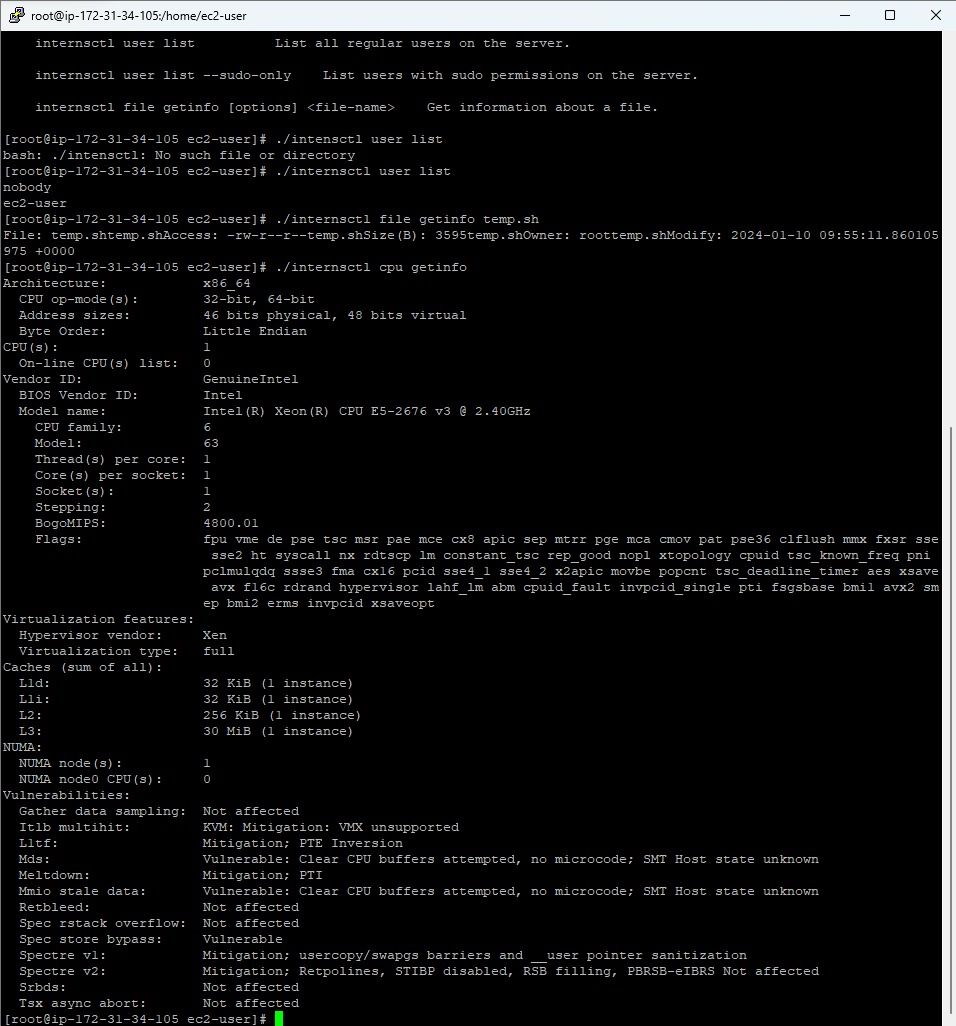 root@ip-172-31-34-105:/home/ec2-user
    internsctl user list          List all regular users on the server.
    internsctl user list --sudo-only    List users with sudo permissions on the server.
    internsctl file getinfo [options] <file-name>    Get information about a file.
[root@ip-172-31-34-105 ec2-user]# ./intensctl user list
bash: ./intensctl: No such file or directory
[root@ip-172-31-34-105 ec2-user]# ./internsctl user list
nobody
ec2-user
[root@ip-172-31-34-105 ec2-user]# ./internsctl file getinfo temp.sh
File: temp.shtemp.shAccess: -rw-r--r--temp.shSize(B): 3595temp.shOwner: roottemp.shModify: 2024-01-10 09:55:11.860105
975 +0000
[root@ip-172-31-34-105 ec2-user]# ./internsctl cpu getinfo
Architecture:            x86_64
  CPU op-mode(s):        32-bit, 64-bit
  Address sizes:         46 bits physical, 48 bits virtual
  Byte Order:            Little Endian
CPU(s):                  1
  On-line CPU(s) list:   0
Vendor ID:               GenuineIntel
  BIOS Vendor ID:        Intel
  Model name:            Intel(R) Xeon(R) CPU E5-2676 v3 @ 2.40GHz
    CPU family:          6
    Model:               63
    Thread(s) per core:  1
    Core(s) per socket:  1
    Socket(s):           1
    Stepping:            2
    BogoMIPS:            4800.01
    Flags:               fpu vme de pse tsc msr pae mce cx8 apic sep mtrr pge mca cmov pat pse36 clflush mmx fxsr sse
                          sse2 ht syscall nx rdtscp lm constant_tsc rep_good nopl xtopology cpuid tsc_known_freq pni
                         pclmulqdq ssse3 fma cx16 pcid sse4_1 sse4_2 x2apic movbe popcnt tsc_deadline_timer aes xsave
                          avx f16c rdrand hypervisor lahf_lm abm cpuid_fault invpcid_single pti fsgsbase bmi1 avx2 sm
                         ep bmi2 erms invpcid xsaveopt
Virtualization features:
  Hypervisor vendor:     Xen
  Virtualization type:   full
Caches (sum of all):
  L1d:                   32 KiB (1 instance)
  L1i:                   32 KiB (1 instance)
  L2:                    256 KiB (1 instance)
  L3:                    30 MiB (1 instance)
NUMA:
  NUMA node(s):          1
  NUMA node0 CPU(s):     0
Vulnerabilities:
  Gather data sampling:  Not affected
  Itlb multihit:         KVM: Mitigation: VMX unsupported
  L1tf:                  Mitigation; PTE Inversion
  Mds:                   Vulnerable: Clear CPU buffers attempted, no microcode; SMT Host state unknown
  Meltdown:              Mitigation; PTI
  Mmio stale data:       Vulnerable: Clear CPU buffers attempted, no microcode; SMT Host state unknown
  Retbleed:              Not affected
  Spec rstack overflow:  Not affected
  Spec store bypass:     Vulnerable
  Spectre v1:            Mitigation; usercopy/swapgs barriers and __user pointer sanitization
  Spectre v2:            Mitigation; Retpolines, STIBP disabled, RSB filling, PBRSB-eIBRS Not affected
  Srbds:                 Not affected
  Tsx async abort:       Not affected
[root@ip-172-31-34-105 ec2-user]#